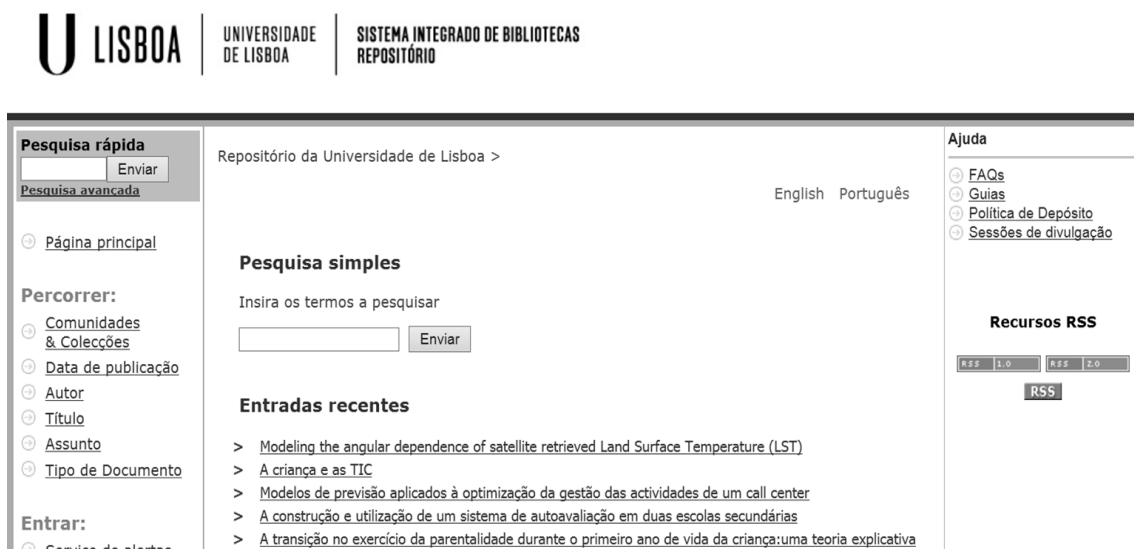 U LISBOA
UNIVERSIDADE
DE LISBOA
SISTEMA INTEGRADO DE BIBLIOTECAS
REPOSITÓRIO
Pesquisa rápida
Enviar
Pesquisa avançada
Página principal
Percorrer:
Comunidades
& Colecções
Data de publicação
Autor
Título
Assunto
Tipo de Documento
Entrar:
Serviço de alertas
Repositório da Universidade de Lisboa >
English Português
Pesquisa simples
Insira os termos a pesquisar
Enviar
Entradas recentes
> Modeling the angular dependence of satellite retrieved Land Surface Temperature (LST)
> A criança e as TIC
> Modelos de previsão aplicados à optimização da gestão das actividades de um call center
> A construção e utilização de um sistema de autoavaliação em duas escolas secundárias
> A transição no exercício da parentalidade durante o primeiro ano de vida da criança:uma teoria explicativa
Ajuda
FAQs
Guias
Política de Depósito
Sessões de divulgação
Recursos RSS
RSS 1.0 RSS 2.0
RSS